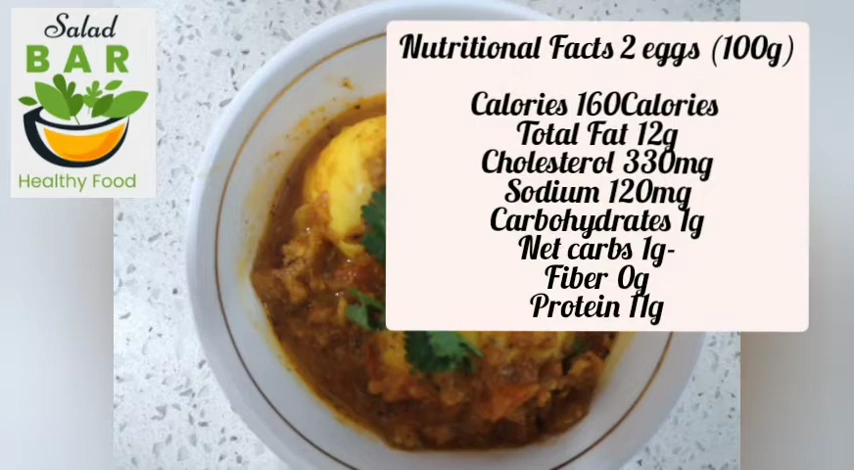 Salad
BAR
Healthy Food
Nutritional Facts 2 eggs (100g)
Calories 160Calories
Total Fat 12g
Cholesterol 330mg
Sodium 120mg
Carbohydrates 1g
Net carbs 1g-
Fiber 0g
Protein 11g